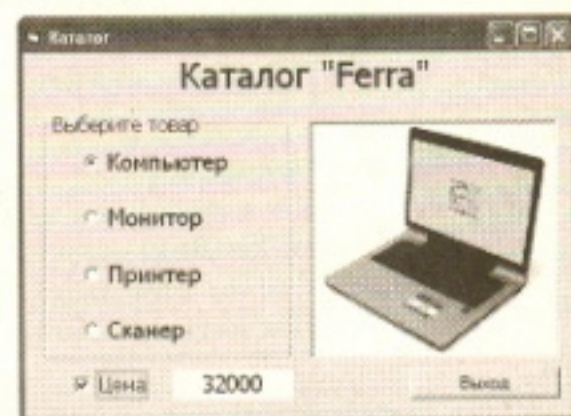 Каталог
Каталог "Ferra"
Выберите товар
Компьютер
Монитор
Принтер
Сканер
Цена
32000
Выход